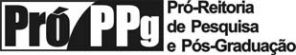 Pró/PPg
Pró-Reitoria
de Pesquisa
e Pós-Graduação